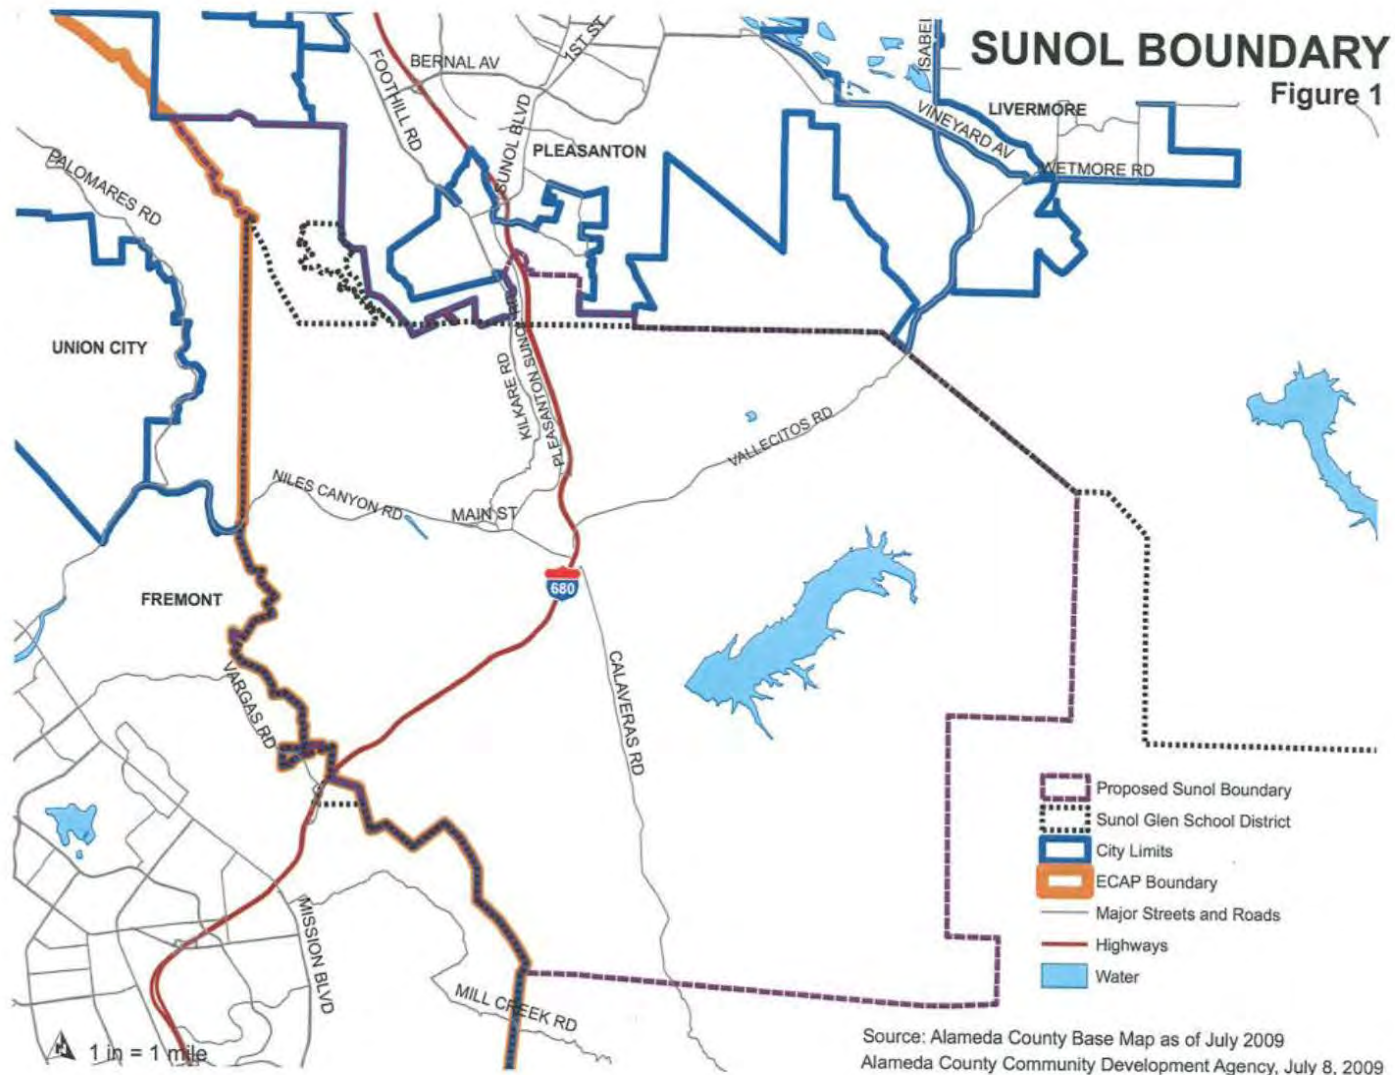 SUNOL BOUNDARY
Figure 1
BERNAL AV
1ST ST
FOOTHILL RD
SUNOL BLVD
PLEASANTON
LIVERMORE
VINEYARD AV
WETMORE RD
PALOMARES RD
UNION CITY
KILKARE RD
VALLECITOS RD
NILES CANYON RD
MAIN ST
FREMONT
680
VARGAS RD
CALAVERAS RD
MISSION BLVD
MILL CREEK RD
Proposed Sunol Boundary
Sunol Glen School District
City Limits
ECAP Boundary
Major Streets and Roads
Highways
Water
N
1 in = 1 mile
Source: Alameda County Base Map as of July 2009
Alameda County Community Development Agency, July 8, 2009